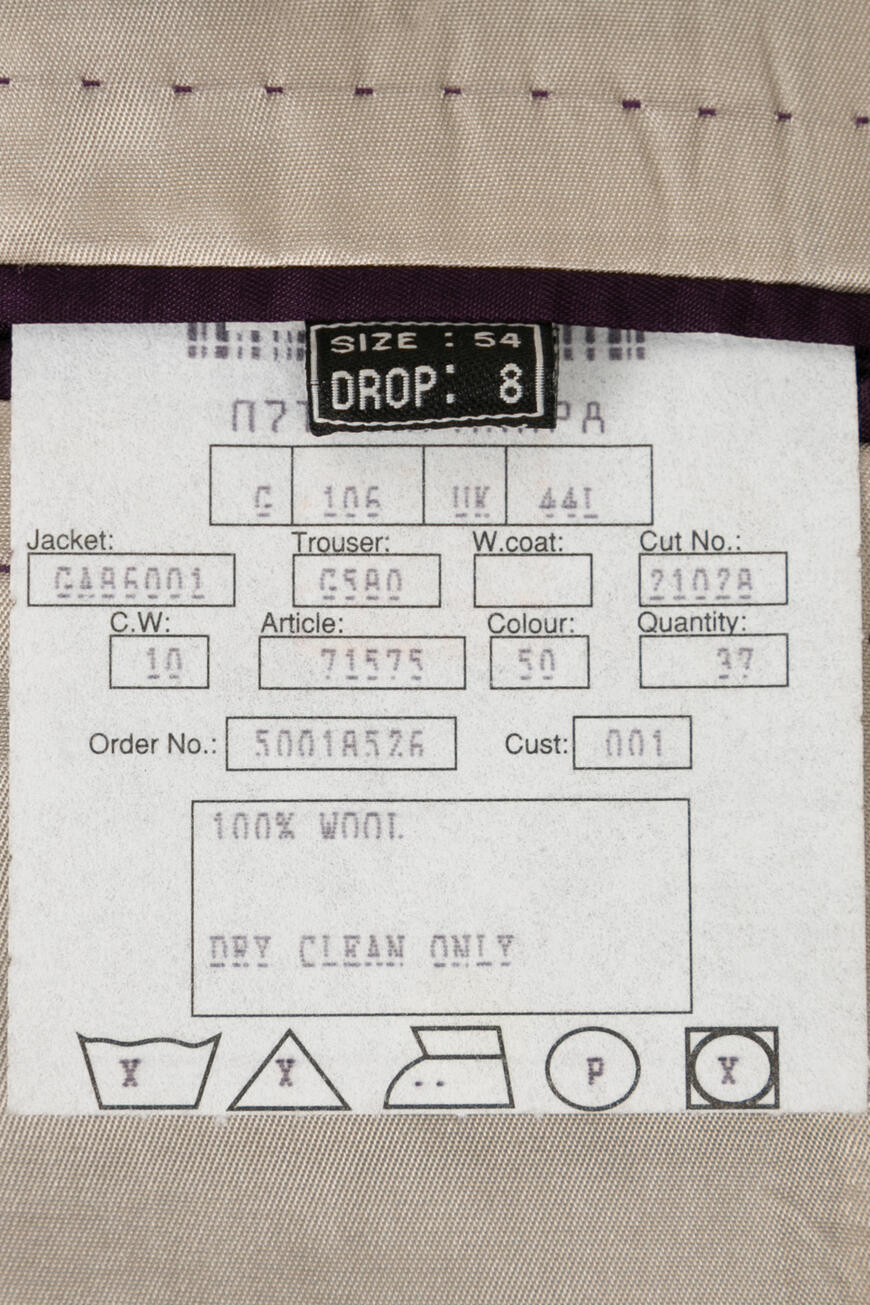 SIZE : 54
DROP: 8
G 106 UK 44L
Jacket: Trouser: W.coat: Cut No.:
GA86001 G580 21028
C.W: Article: Colour: Quantity:
10 71575 50 37
Order No.: 50018526 Cust: 001
100% WOOL
DRY CLEAN ONLY
X X .. P X